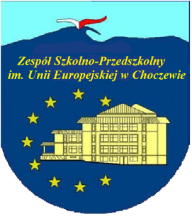 Zespół Szkolno-Przedszkolny
im. Unii Europejskiej w Choczewie